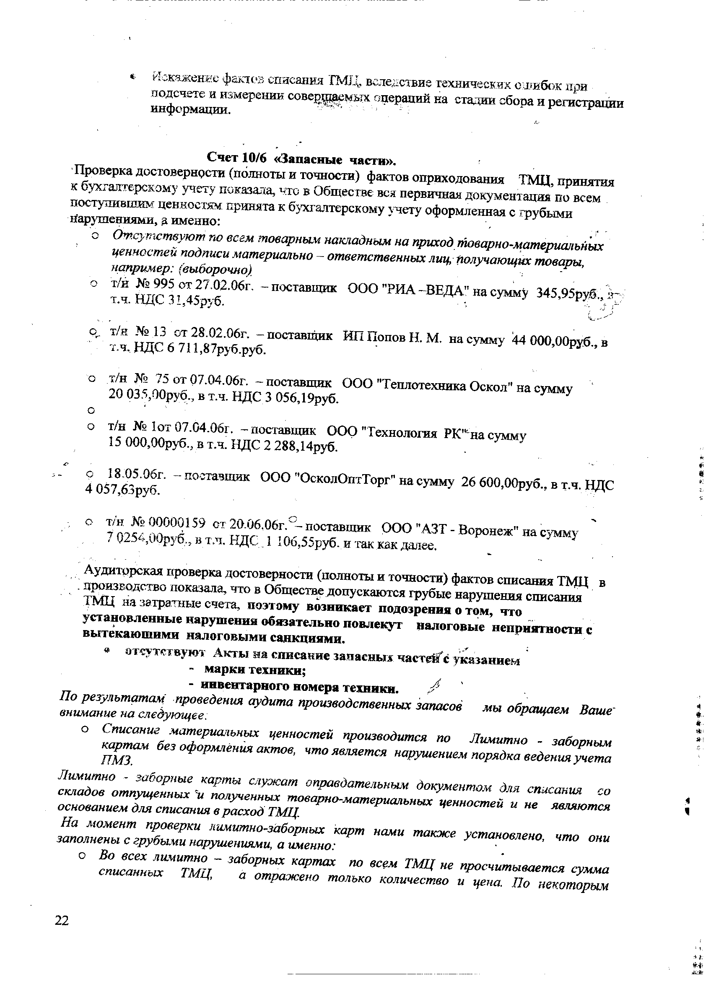 • Искажение фактов списания ТМЦ, вследствие технических ошибок при
подсчете и измерении совершаемых операций на стадии сбора и регистрации
информации.
Счет 10/6 «Запасные части».
Проверка достоверности (полноты и точности) фактов оприходования ТМЦ, принятия
к бухгалтерскому учету показала, что в Обществе вся первичная документация по всем
поступившим ценностям принята к бухгалтерскому учету оформленная с грубыми
нарушениями, а именно:
o Отсутствуют по всем товарным накладным на приход товарно-материальных
ценностей подписи материально – ответственных лиц, получающих товары,
например: (выборочно)
o т/н № 995 от 27.02.06г. – поставщик ООО "РИА –ВЕДА" на сумму 345,95руб., в
т.ч. НДС 31,45руб.
o т/н № 13 от 28.02.06г. – поставщик ИП Попов Н. М. на сумму 44 000,00руб., в
т.ч. НДС 6 711,87руб.руб.
o т/н № 75 от 07.04.06г. – поставщик ООО "Теплотехника Оскол" на сумму
20 035,00руб., в т.ч. НДС 3 056,19руб.
o
o т/н № 1от 07.04.06г. – поставщик ООО "Технология РК" на сумму
15 000,00руб., в т.ч. НДС 2 288,14руб.
o 18.05.06г. – поставщик ООО "ОсколОптТорг" на сумму 26 600,00руб., в т.ч. НДС
4 057,63руб.
o т/н № 00000159 от 20.06.06г. – поставщик ООО "АЗТ - Воронеж" на сумму
7 0254,00руб., в т.ч. НДС 1 106,55руб. и так как далее.
Аудиторская проверка достоверности (полноты и точности) фактов списания ТМЦ в
производство показала, что в Обществе допускаются грубые нарушения списания
ТМЦ на затратные счета, поэтому возникает подозрения о том, что
установленные нарушения обязательно повлекут налоговые неприятности с
вытекающими налоговыми санкциями.
• отсутствуют Акты на списание запасных частей с указанием
- марки техники;
- инвентарного номера техники.
По результатам проведения аудита производственных запасов мы обращаем Ваше
внимание на следующее:
o Списание материальных ценностей производится по Лимитно - заборным
картам без оформления актов, что является нарушением порядка ведения учета
ПМЗ.
Лимитно - заборные карты служат оправдательным документом для списания со
складов отпущенных и полученных товарно-материальных ценностей и не являются
основанием для списания в расход ТМЦ.
На момент проверки лимитно-заборных карт нами также установлено, что они
заполнены с грубыми нарушениями, а именно:
o Во всех лимитно – заборных картах по всем ТМЦ не просчитывается сумма
списанных ТМЦ, а отражено только количество и цена. По некоторым
22